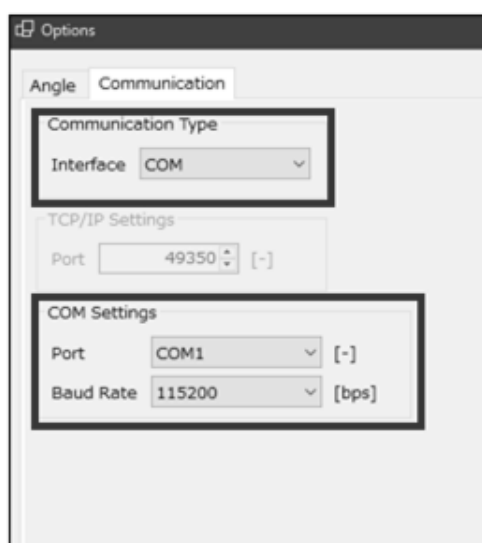 Options
Angle Communication
Communication Type
Interface COM
TCP/IP Settings
Port 49350 [-]
COM Settings
Port COM1 [-]
Baud Rate 115200 [bps]